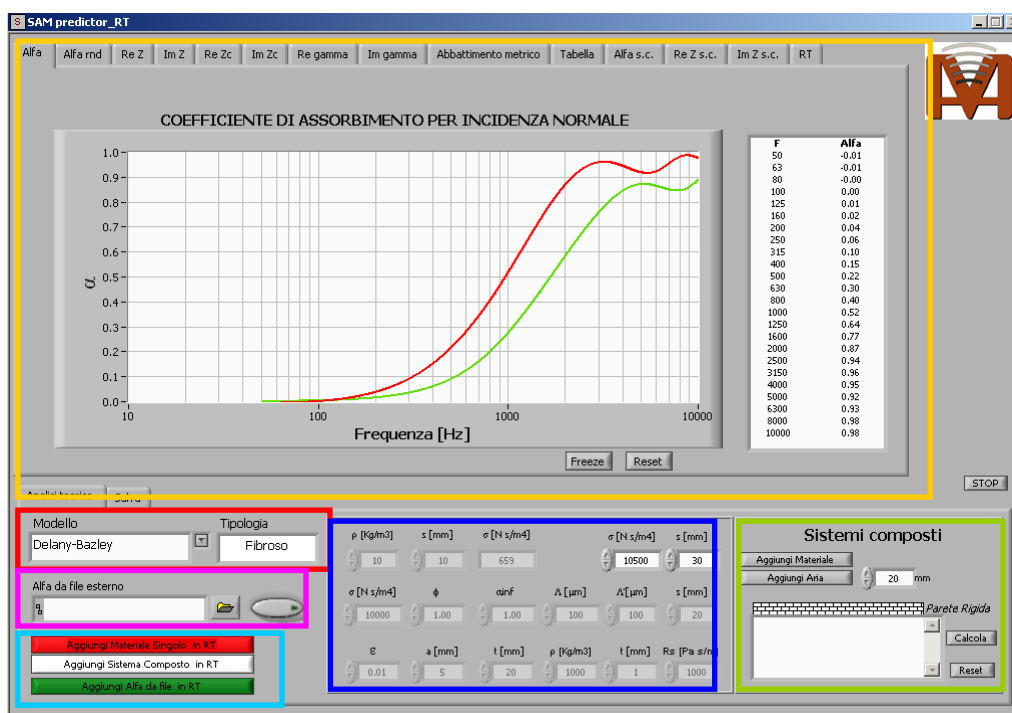 SAM predictor_RT
Alfa Alfa rnd Re Z Im Z Re Zc Im Zc Re gamma Im gamma Abbattimento metrico Tabella Alfa s.c. Re Z s.c. Im Z s.c. RT
COEFFICIENTE DI ASSORBIMENTO PER INCIDENZA NORMALE
α
1.0
0.9
0.8
0.7
0.6
0.5
0.4
0.3
0.2
0.1
0.0
10 100 1000 10000
Frequenza [Hz]
F Alfa
50 -0.01
63 -0.01
80 -0.00
100 0.00
125 0.01
160 0.02
200 0.04
250 0.06
315 0.10
400 0.15
500 0.22
630 0.30
800 0.40
1000 0.52
1250 0.64
1600 0.77
2000 0.87
2500 0.94
3150 0.96
4000 0.95
5000 0.92
6300 0.93
8000 0.98
10000 0.98
Freeze Reset
STOP
Salva
Modello Tipologia
Delany-Bazley Fibroso
Alfa da file esterno
Aggiungi Materiale Singolo in RT
Aggiungi Sistema Composto in RT
Aggiungi Alfa da file in RT
ρ [Kg/m3] s [mm] σ [N s/m4] σ [N s/m4] s [mm]
10 10 659 10500 30
σ [N s/m4] ϕ αinf Λ [µm] Λ'[µm] s [mm]
10000 1.00 1.00 100 100 20
ε a [mm] t [mm] ρ [Kg/m3] t [mm] Rs [Pa s/m
0.01 5 20 1000 1 1000
Sistemi composti
Aggiungi Materiale
Aggiungi Aria 20 mm
Parete Rigida
Calcola
Reset